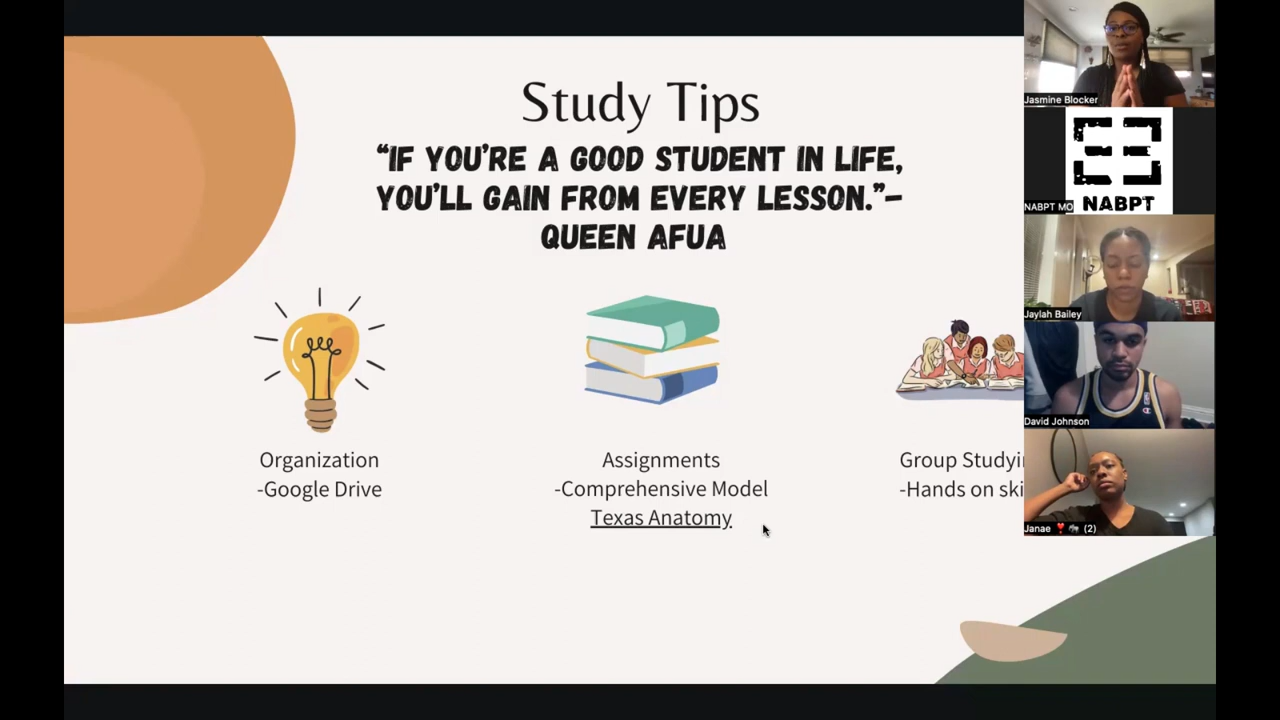 Study Tips
“IF YOU’RE A GOOD STUDENT IN LIFE,
YOU’LL GAIN FROM EVERY LESSON.”-
QUEEN AFUA
Organization
-Google Drive
Assignments
-Comprehensive Model
Texas Anatomy
Group
-Hands on
Jasmine Blocker
NABPT
NABPT MO
Jaylah Bailey
David Johnson
Janae ❣️ (2)